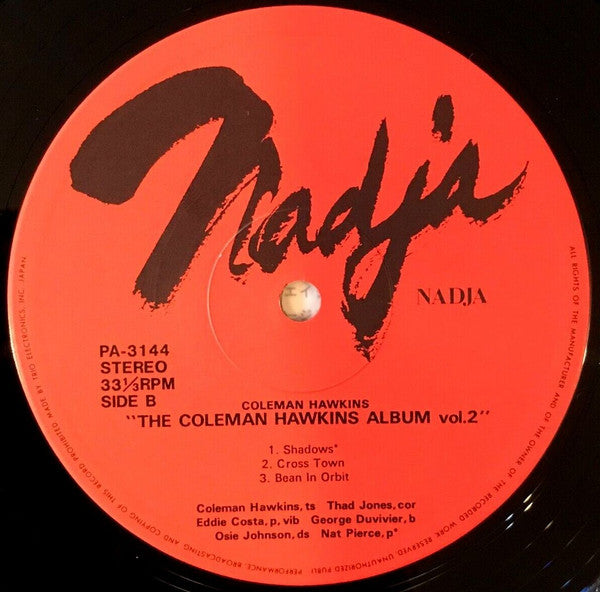 Nadja
NADJA
PA-3144
STEREO
33⅓RPM
SIDE B
COLEMAN HAWKINS
"THE COLEMAN HAWKINS ALBUM vol.2"
1. Shadows*
2. Cross Town
3. Bean In Orbit
Coleman Hawkins, ts Thad Jones, cor
Eddie Costa, p, vib George Duvivier, b
Osie Johnson, ds Nat Pierce, p*
ALL RIGHTS OF THE MANUFACTURER AND OF THE OWNER OF THE RECORDED WORK RESERVED UNAUTHORIZED PUBLI PERFORMANCE, BROADCASTING AND COPYING OF THIS RECORD PROHIBITED MADE BY TRIO ELECTRONICS, INC. JAPAN